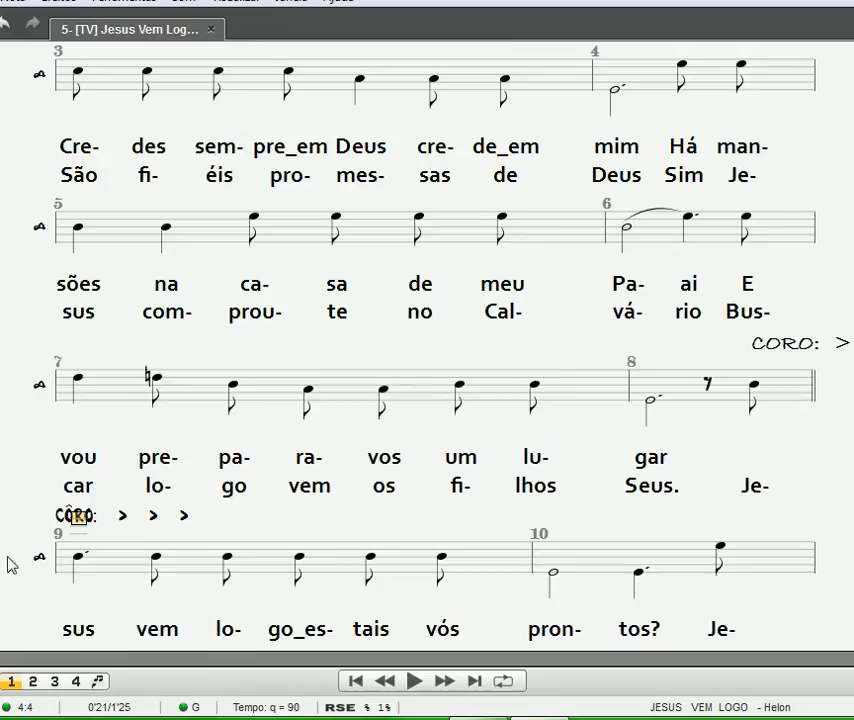 5- [TV] Jesus Vem Log...
3 4
Cre- des sem- pre_em Deus cre- de_em mim Há man-
São fi- éis pro- mes- sas de Deus Sim Je-
5 6
sões na ca- sa de meu Pa- ai E
sus com- prou- te no Cal- vá- rio Bus-
CORO: >
7 8
vou pre- pa- ra- vos um lu- gar
car lo- go vem os fi- lhos Seus. Je-
CÔRO: > > >
9 10
sus vem lo- go_es- tais vós pron- tos? Je-
1 2 3 4
4:4 0'21/1'25 G Tempo: q = 90 RSE % 1% JESUS VEM LOGO - Helon